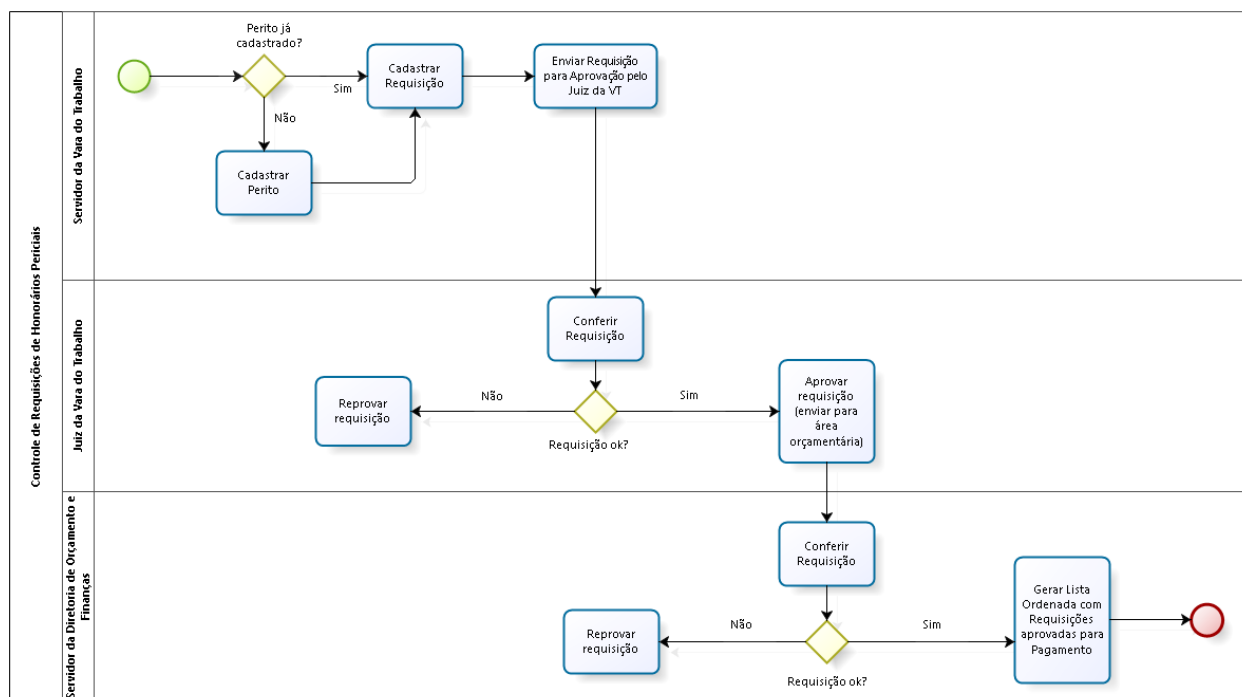 Controle de Requisições de Honorários Periciais
Servidor da Vara do Trabalho
Perito já
cadastrado?
Sim
Não
Cadastrar
Perito
Cadastrar
Requisição
Enviar Requisição
para Aprovação pelo
Juiz da VT
Juiz da Vara do Trabalho
Conferir
Requisição
Requisição ok?
Não
Reprovar
requisição
Sim
Aprovar
requisição
(enviar para
área
orçamentária)
Servidor da Diretoria de Orçamento e
Finanças
Conferir
Requisição
Requisição ok?
Não
Reprovar
requisição
Sim
Gerar Lista
Ordenada com
Requisições
aprovadas para
Pagamento